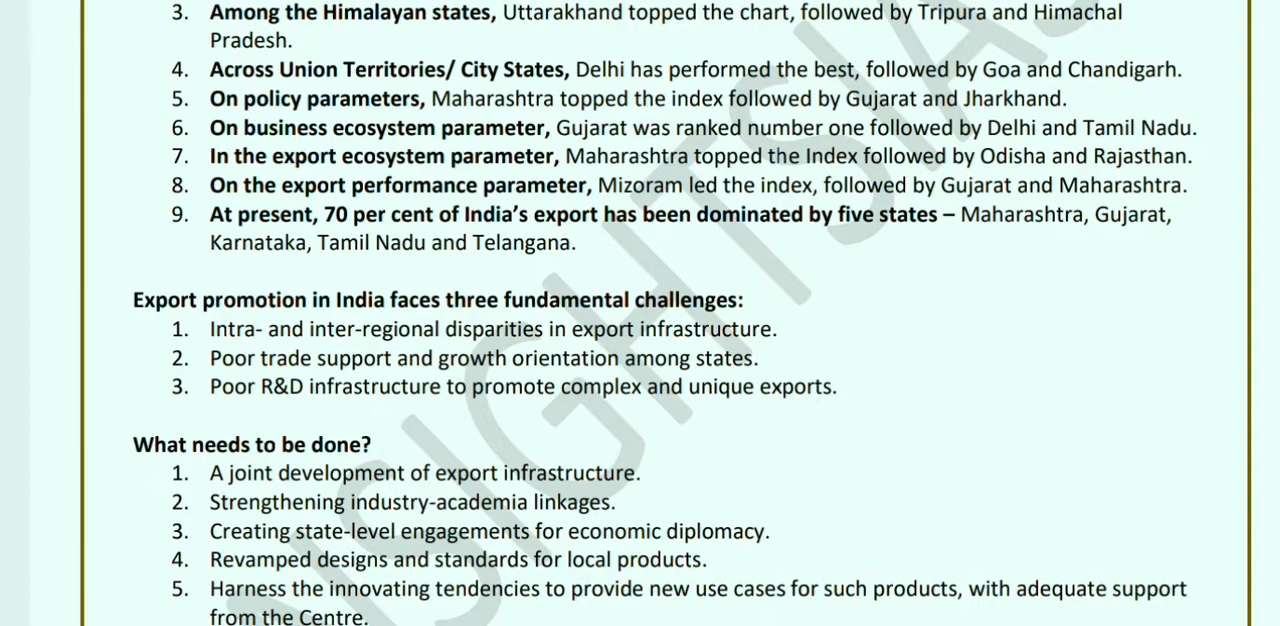 3. Among the Himalayan states, Uttarakhand topped the chart, followed by Tripura and Himachal
Pradesh.
4. Across Union Territories/ City States, Delhi has performed the best, followed by Goa and Chandigarh.
5. On policy parameters, Maharashtra topped the index followed by Gujarat and Jharkhand.
6. On business ecosystem parameter, Gujarat was ranked number one followed by Delhi and Tamil Nadu.
7. In the export ecosystem parameter, Maharashtra topped the Index followed by Odisha and Rajasthan.
8. On the export performance parameter, Mizoram led the index, followed by Gujarat and Maharashtra.
9. At present, 70 per cent of India’s export has been dominated by five states – Maharashtra, Gujarat,
Karnataka, Tamil Nadu and Telangana.
Export promotion in India faces three fundamental challenges:
1. Intra- and inter-regional disparities in export infrastructure.
2. Poor trade support and growth orientation among states.
3. Poor R&D infrastructure to promote complex and unique exports.
What needs to be done?
1. A joint development of export infrastructure.
2. Strengthening industry-academia linkages.
3. Creating state-level engagements for economic diplomacy.
4. Revamped designs and standards for local products.
5. Harness the innovating tendencies to provide new use cases for such products, with adequate support
from the Centre.
NSIGHTSIAS